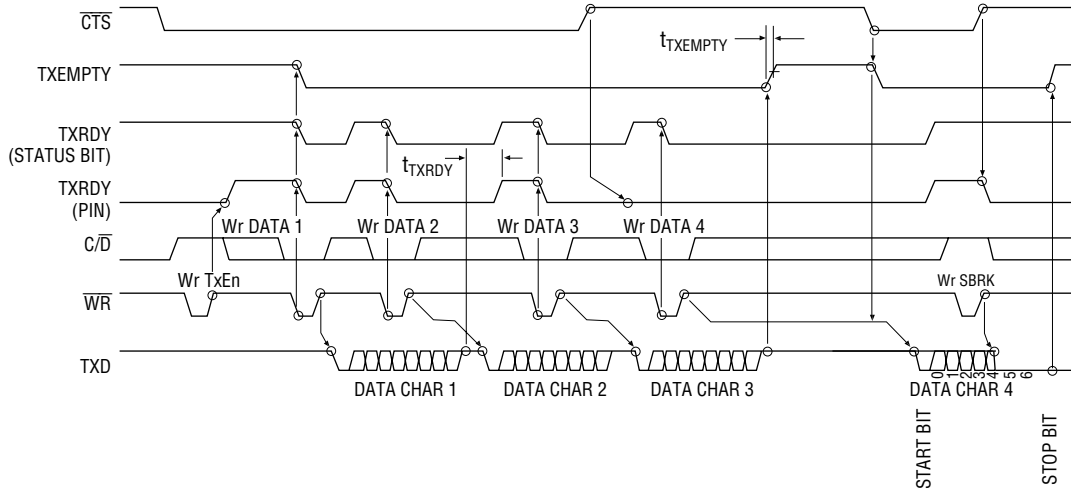 CTS
tTXEMPTY
TXEMPTY
TXRDY
(STATUS BIT)
tTXRDY
TXRDY
(PIN)
Wr DATA 1
Wr DATA 2
Wr DATA 3
Wr DATA 4
C/D
Wr TxEn
Wr SBRK
WR
TXD
DATA CHAR 1
DATA CHAR 2
DATA CHAR 3
DATA CHAR 4
0 1 2 3 4 5 6
START BIT
STOP BIT